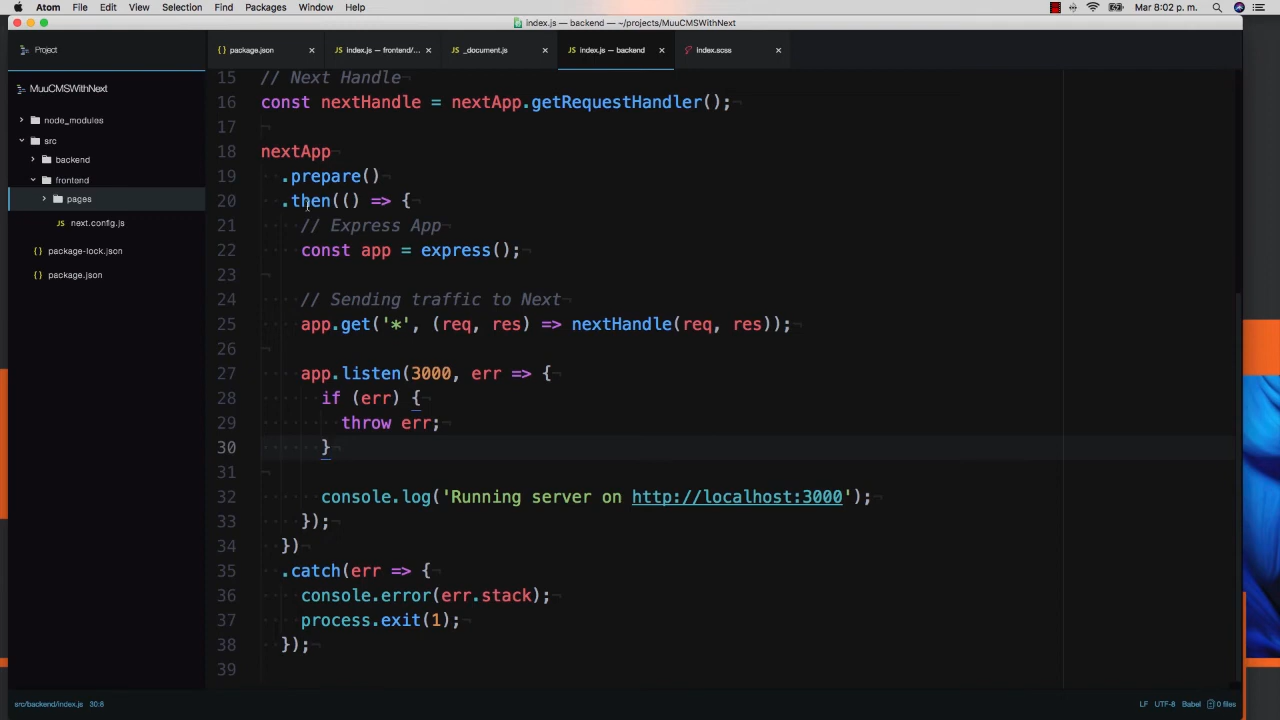 Atom File Edit View Selection Find Packages Window Help Mar 8:02 p. m.
index.js — backend — ~/projects/MuuCMSWithNext
Project
package.json
index.js — frontend/...
_document.js
index.js — backend
index.scss
MuuCMSWithNext
node_modules
src
backend
frontend
pages
JS next.config.js
{} package-lock.json
{} package.json
15 // Next Handle
16 const nextHandle = nextApp.getRequestHandler();
17
18 nextApp
19 .prepare()
20 .then(() => {
21 // Express App
22 const app = express();
23
24 // Sending traffic to Next
25 app.get('*', (req, res) => nextHandle(req, res));
26
27 app.listen(3000, err => {
28 if (err) {
29 throw err;
30 }
31
32 console.log('Running server on http://localhost:3000');
33 });
34 })
35 .catch(err => {
36 console.error(err.stack);
37 process.exit(1);
38 });
39
src/backend/index.js 30:8 LF UTF-8 Babel 0 files